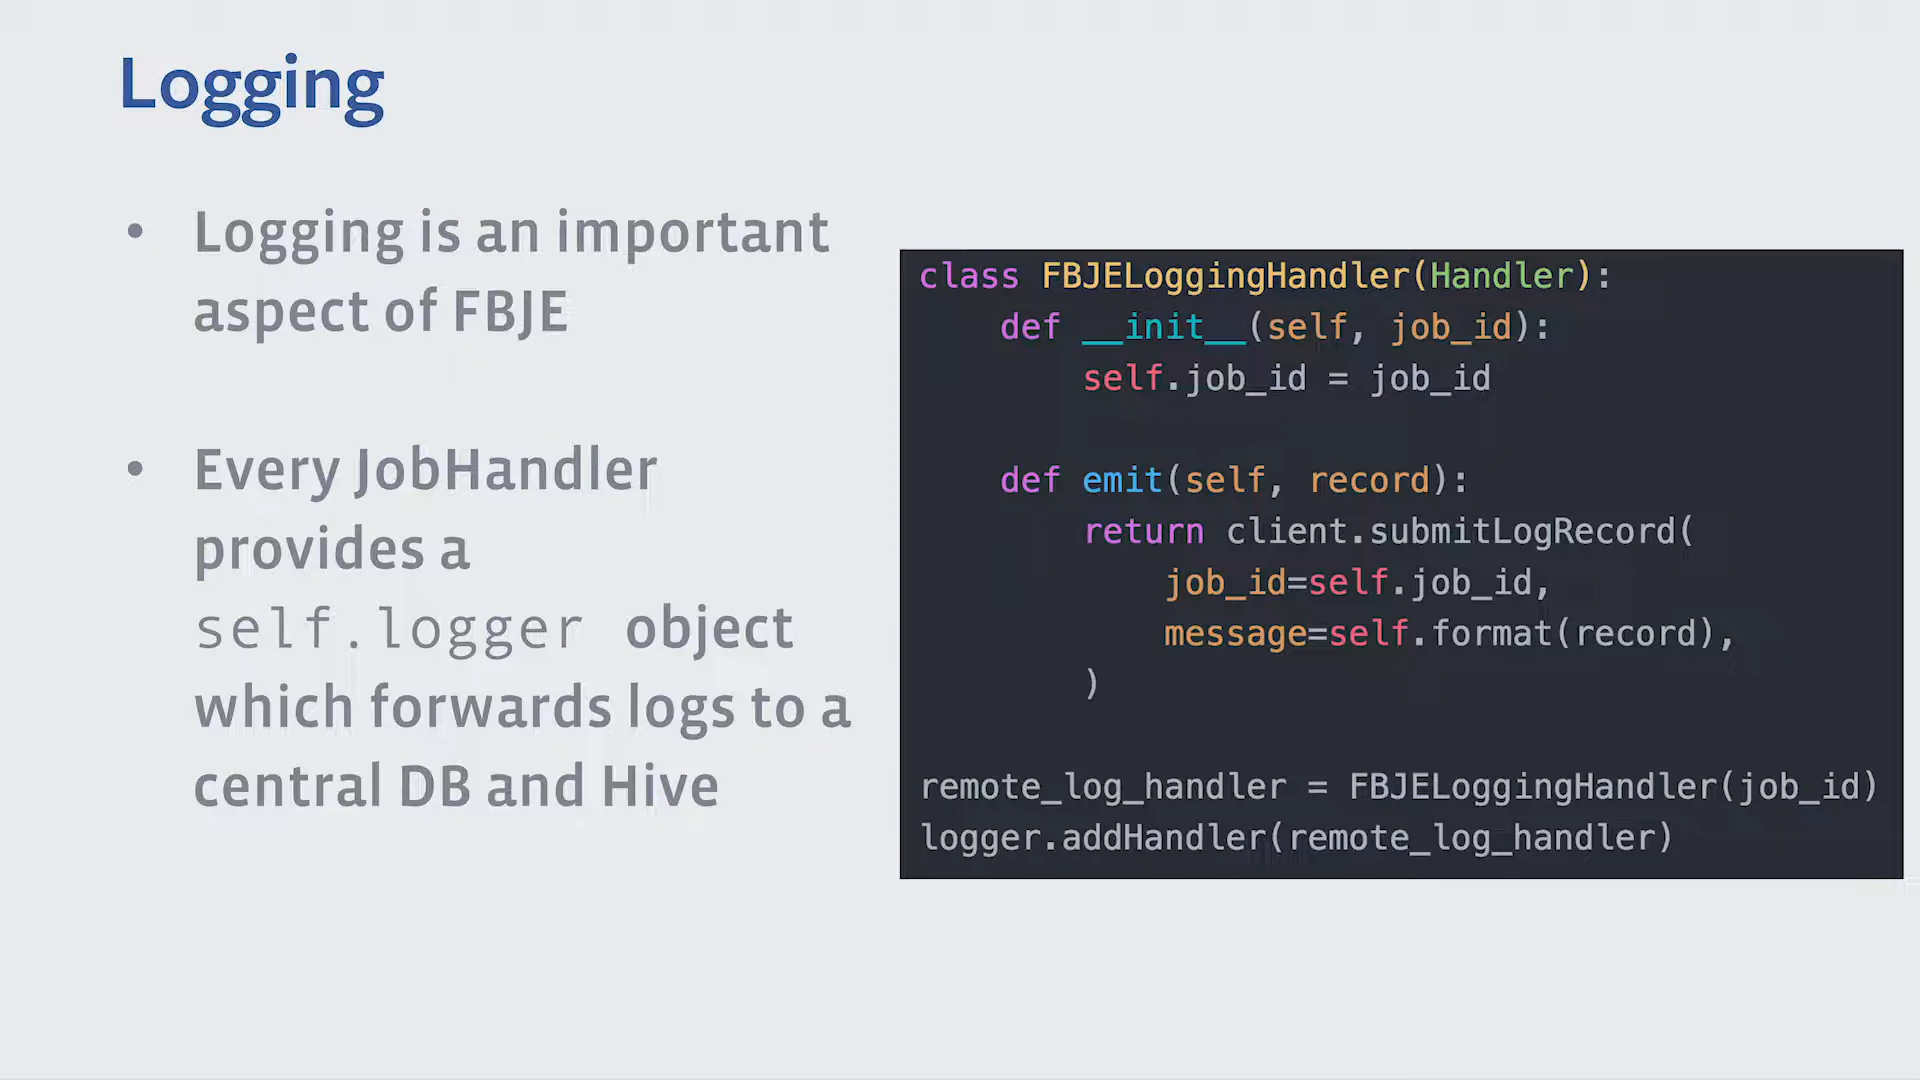 Logging
• Logging is an important
aspect of FBJE
• Every JobHandler
provides a
self.logger object
which forwards logs to a
central DB and Hive
class FBJELoggingHandler(Handler):
    def __init__(self, job_id):
        self.job_id = job_id
    def emit(self, record):
        return client.submitLogRecord(
            job_id=self.job_id,
            message=self.format(record),
        )
remote_log_handler = FBJELoggingHandler(job_id)
logger.addHandler(remote_log_handler)